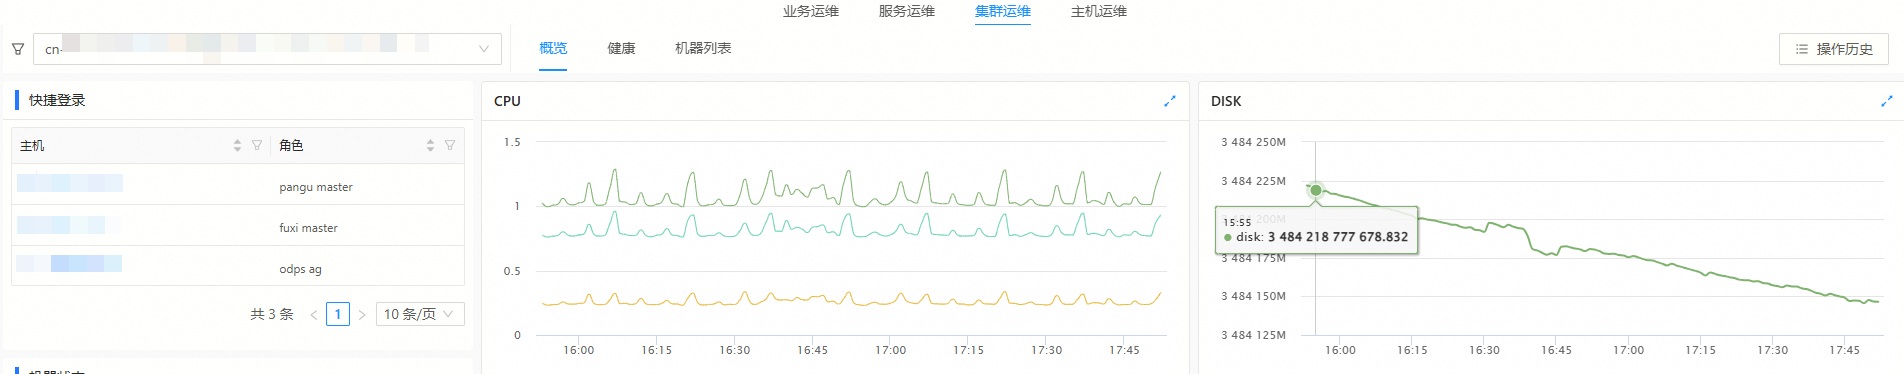 业务运维 服务运维 集群运维 主机运维
cn-
概览 健康 机器列表
操作历史
快捷登录
主机 角色
pangu master
fuxi master
odps ag
共 3 条 < 1 > 10 条/页
CPU
1.5
1
0.5
0
16:00 16:15 16:30 16:45 17:00 17:15 17:30 17:45
DISK
3 484 250M
3 484 225M
3 484 200M
3 484 175M
3 484 150M
3 484 125M
15:55
disk: 3 484 218 777 678.832
16:00 16:15 16:30 16:45 17:00 17:15 17:30 17:45